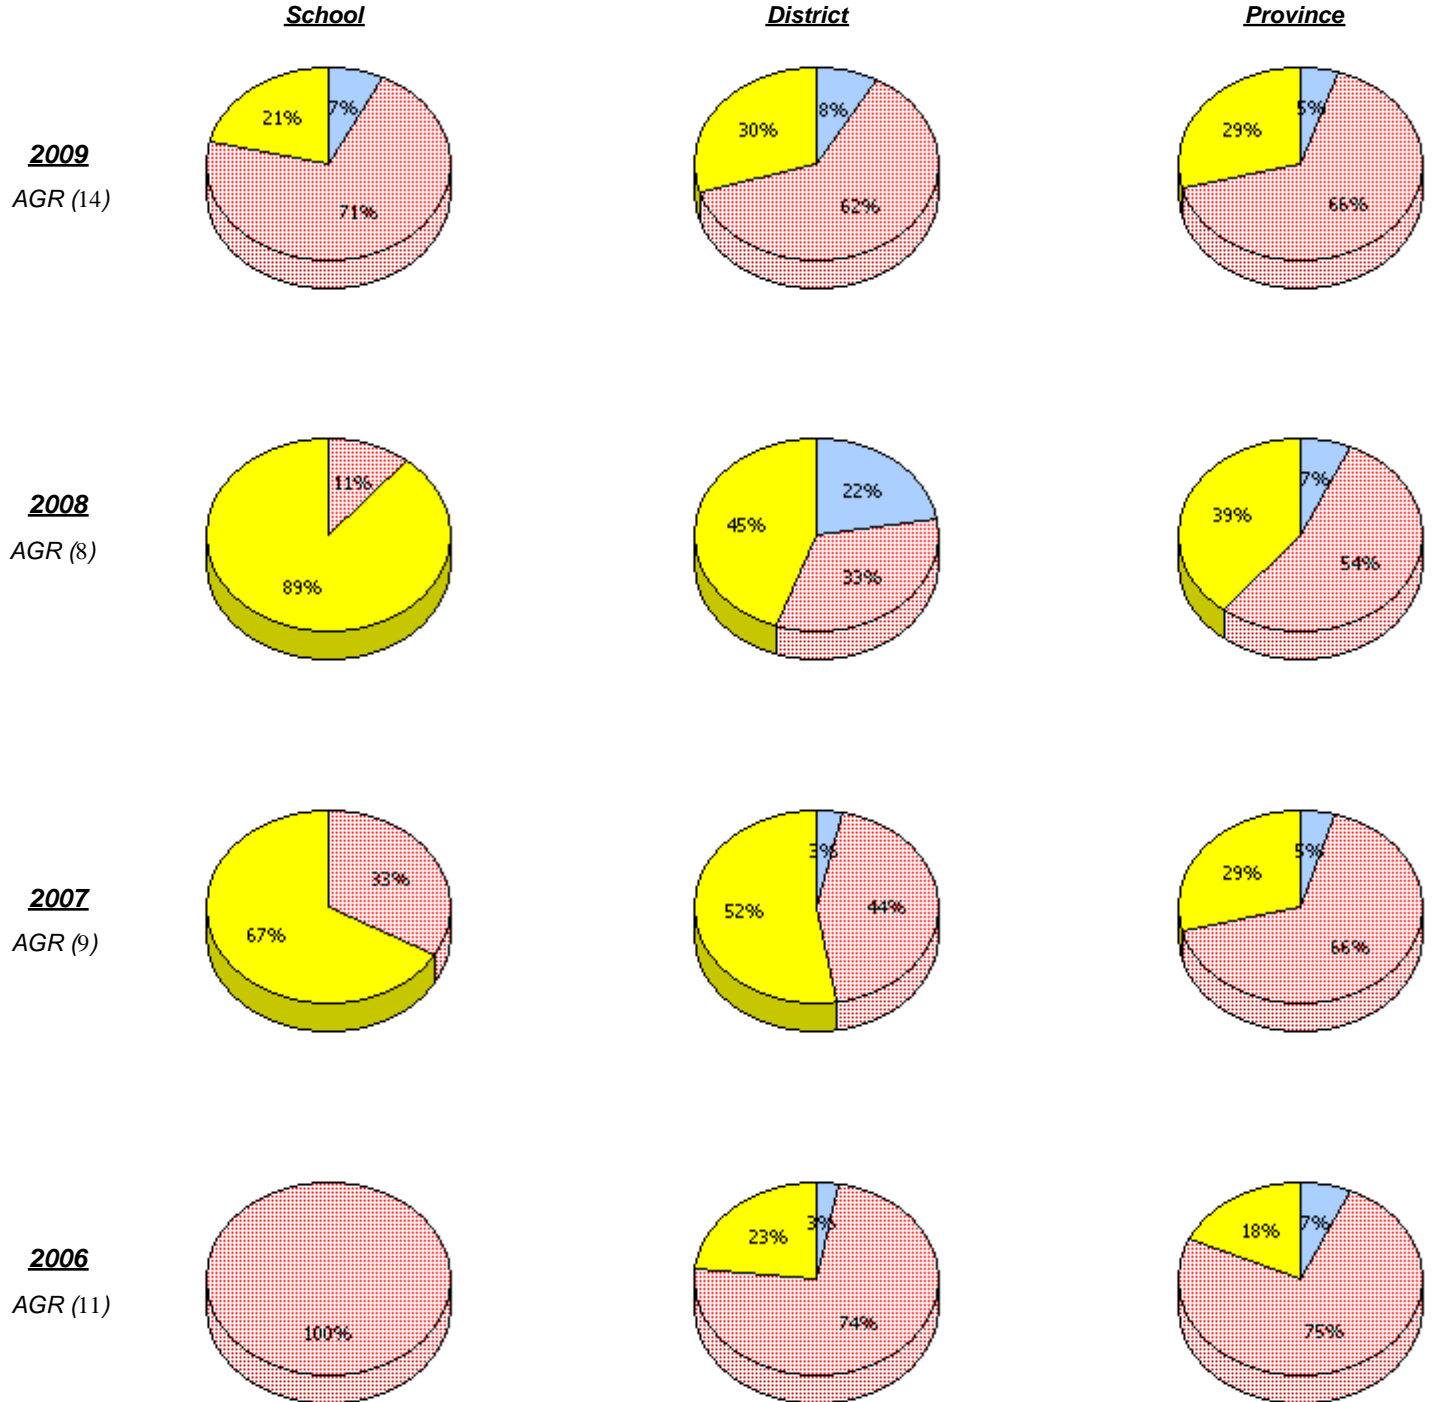 School District Province
21% 7% 30% 8% 29% 5%
2009
AGR (14)
71% 62% 66%
11% 22% 7%
2008
45% 39%
AGR (8)
89% 33% 54%
33% 3% 5%
29%
2007
67% 52% 44%
AGR (9)
66%
23% 3% 18% 7%
2006
AGR (11)
100% 74% 75%